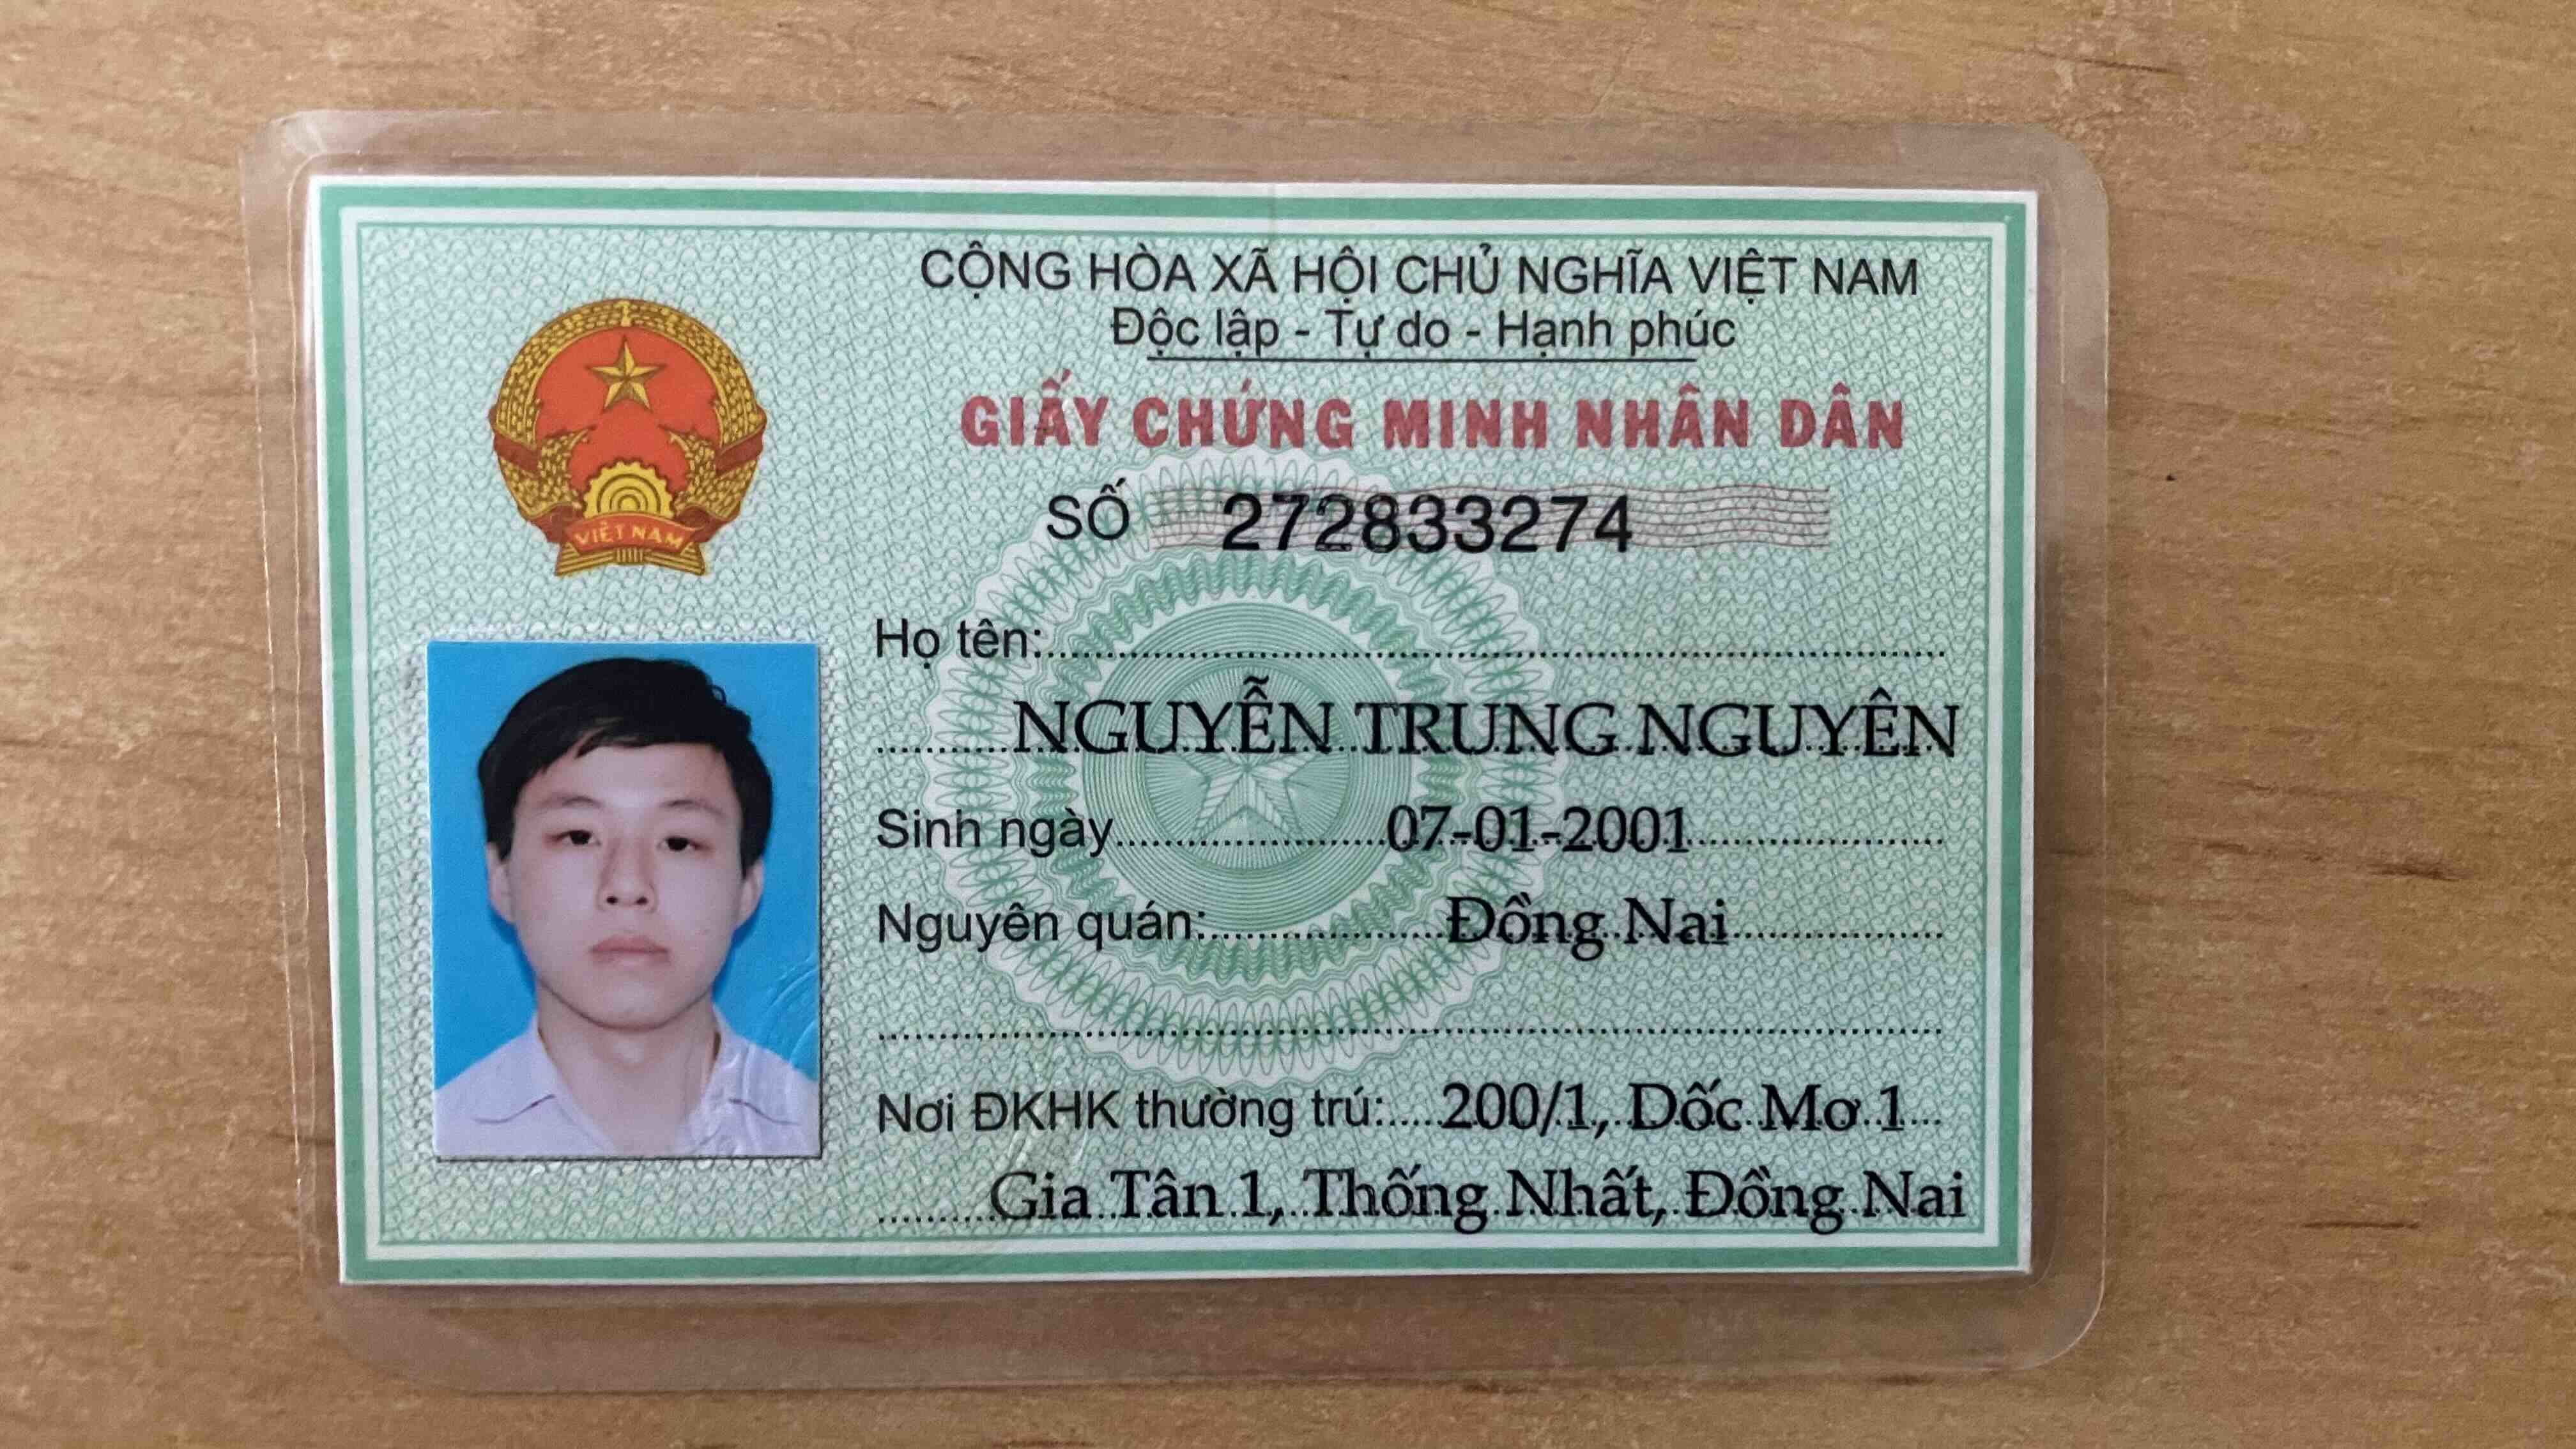 CỘNG HÒA XÃ HỘI CHỦ NGHĨA VIỆT NAM
Độc lập - Tự do - Hạnh phúc
GIẤY CHỨNG MINH NHÂN DÂN
SỐ 272833274
VIỆT NAM
Họ tên:
NGUYỄN TRUNG NGUYÊN
Sinh ngày 07-01-2001
Nguyên quán: Đồng Nai
Nơi ĐKHK thường trú: 200/1, Dốc Mơ 1
Gia Tân 1, Thống Nhất, Đồng Nai